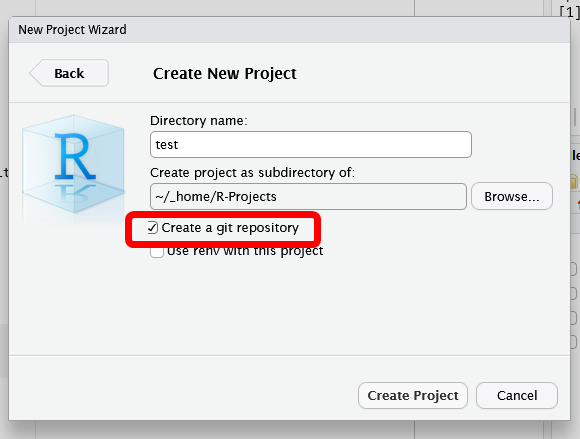 [1]
New Project Wizard
Back
Create New Project
R
Directory name:
test
Create project as subdirectory of:
~/_home/R-Projects
Browse...
Create a git repository
Use renv with this project
Create Project
Cancel